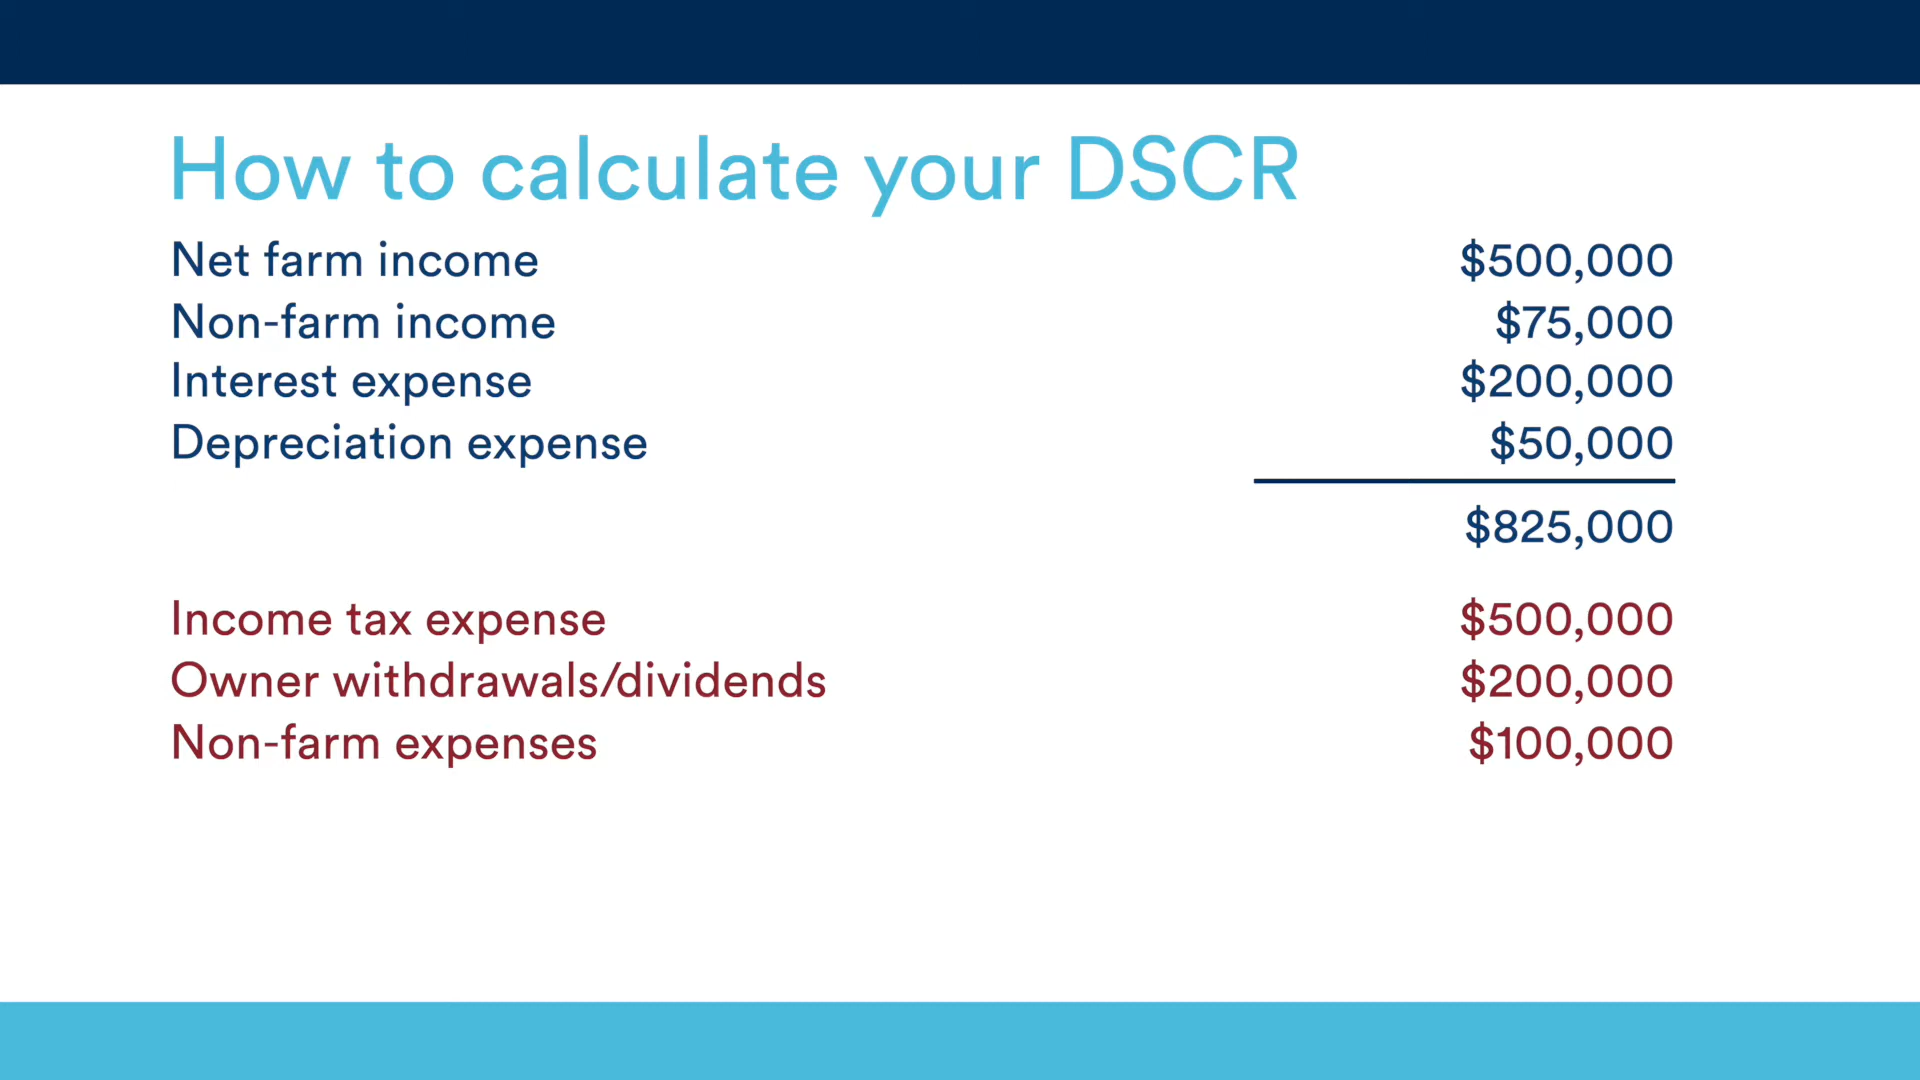 How to calculate your DSCR
Net farm income $500,000
Non-farm income $75,000
Interest expense $200,000
Depreciation expense $50,000
$825,000
Income tax expense $500,000
Owner withdrawals/dividends $200,000
Non-farm expenses $100,000